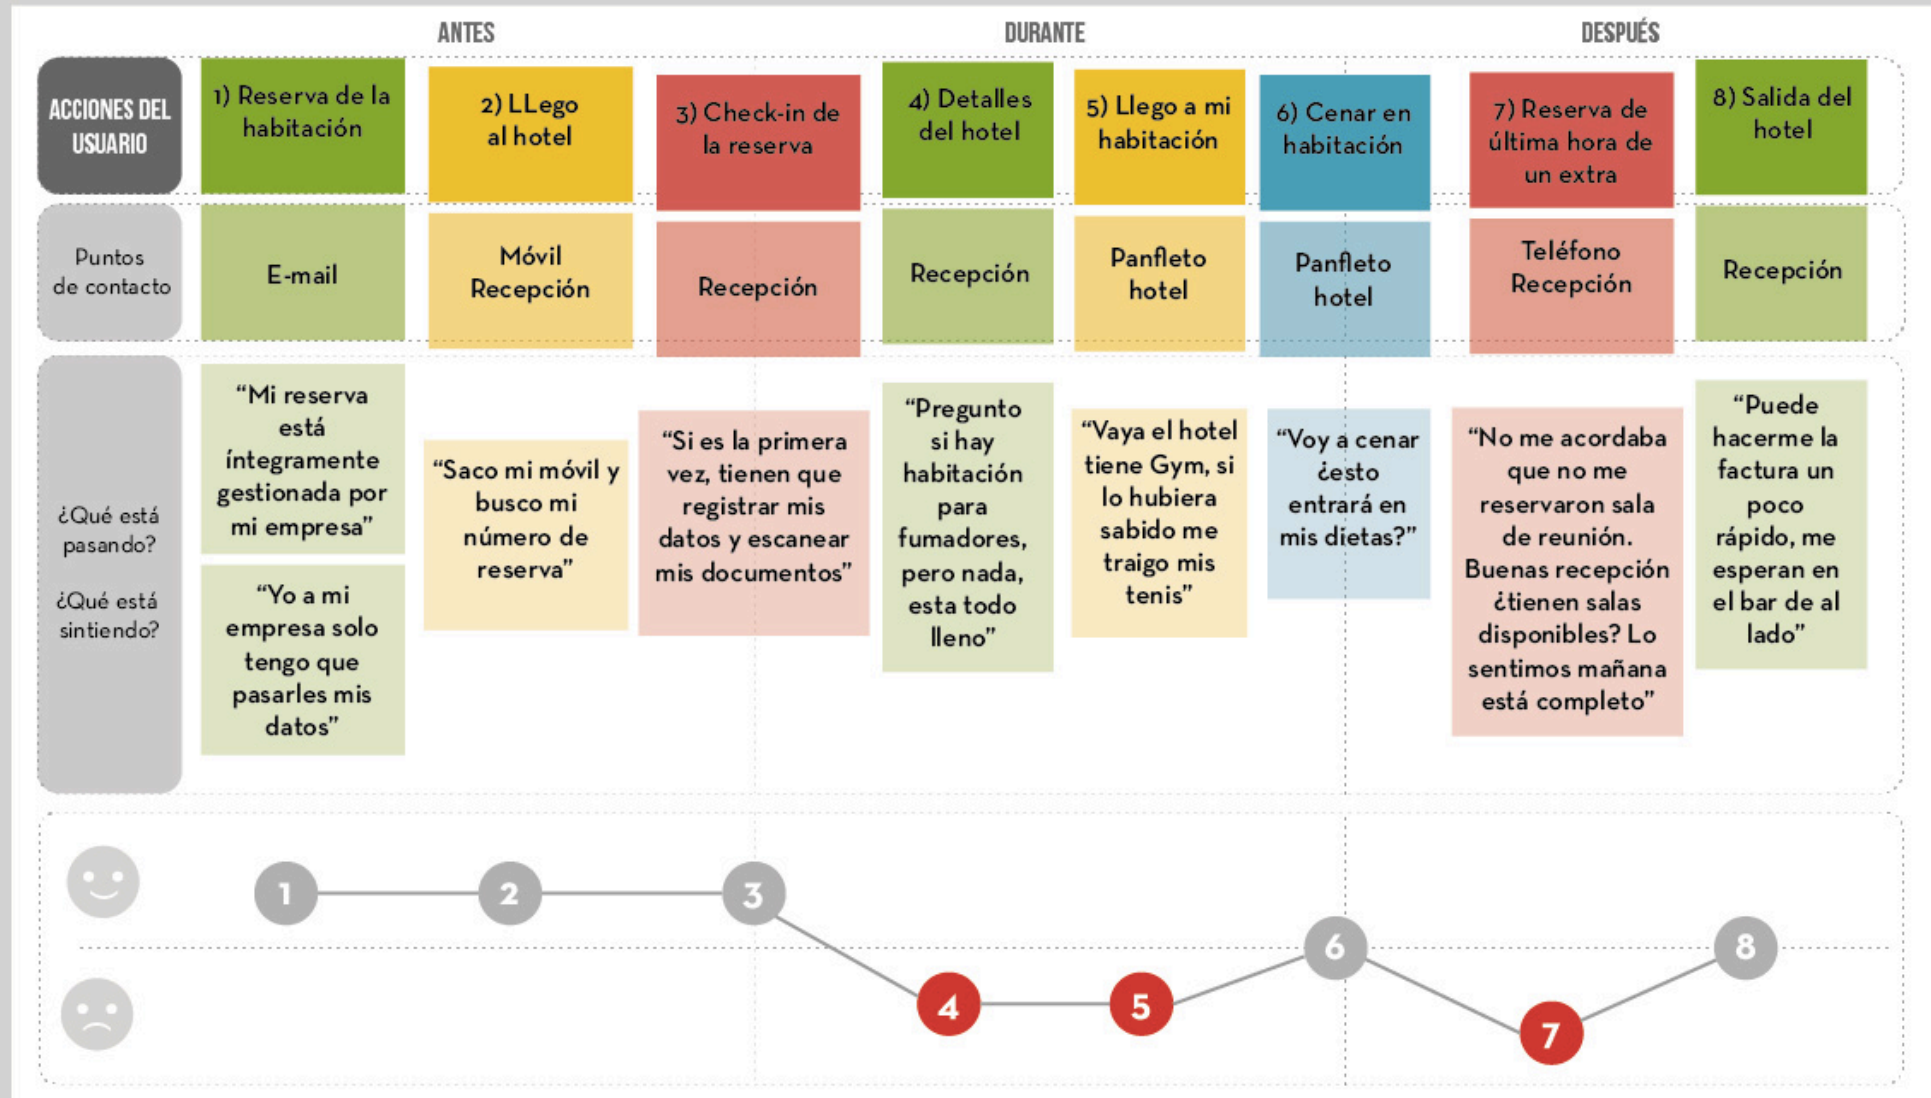 ANTES
DURANTE
DESPUÉS
ACCIONES DEL
USUARIO
1) Reserva de la
habitación
2) LLego
al hotel
3) Check-in de
la reserva
4) Detalles
del hotel
5) Llego a mi
habitación
6) Cenar en
habitación
7) Reserva de
última hora de
un extra
8) Salida del
hotel
Puntos
de contacto
E-mail
Móvil
Recepción
Recepción
Recepción
Panfleto
hotel
Panfleto
hotel
Teléfono
Recepción
Recepción
¿Qué está
pasando?
¿Qué está
sintiendo?
“Mi reserva
está
íntegramente
gestionada por
mi empresa”
“Yo a mi
empresa solo
tengo que
pasarles mis
datos”
“Saco mi móvil y
busco mi
número de
reserva”
“Si es la primera
vez, tienen que
registrar mis
datos y escanear
mis documentos”
“Pregunto
si hay
habitación
para
fumadores,
pero nada,
esta todo
lleno”
“Vaya el hotel
tiene Gym, si
lo hubiera
sabido me
traigo mis
tenis”
“Voy a cenar
¿esto
entrará en
mis dietas?”
“No me acordaba
que no me
reservaron sala
de reunión.
Buenas recepción
¿tienen salas
disponibles? Lo
sentimos mañana
está completo”
“Puede
hacerme la
factura un
poco
rápido, me
esperan en
el bar de al
lado”
1
2
3
4
5
6
7
8